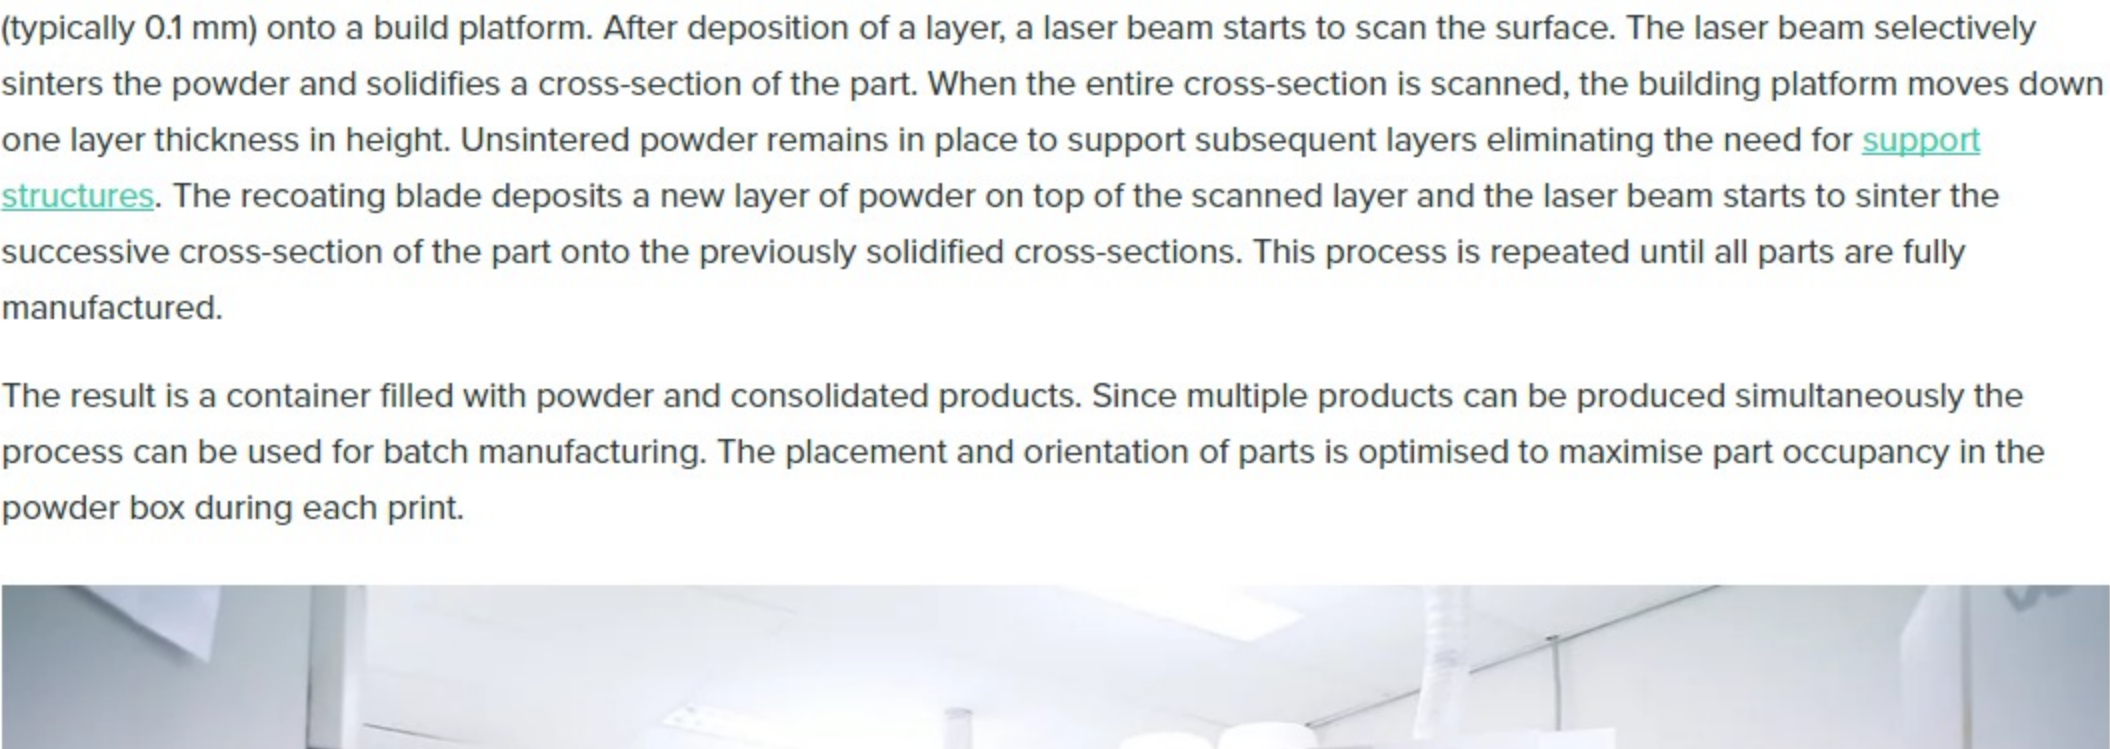 (typically 0.1 mm) onto a build platform. After deposition of a layer, a laser beam starts to scan the surface. The laser beam selectively
sinters the powder and solidifies a cross-section of the part. When the entire cross-section is scanned, the building platform moves down
one layer thickness in height. Unsintered powder remains in place to support subsequent layers eliminating the need for support
structures. The recoating blade deposits a new layer of powder on top of the scanned layer and the laser beam starts to sinter the
successive cross-section of the part onto the previously solidified cross-sections. This process is repeated until all parts are fully
manufactured.
The result is a container filled with powder and consolidated products. Since multiple products can be produced simultaneously the
process can be used for batch manufacturing. The placement and orientation of parts is optimised to maximise part occupancy in the
powder box during each print.